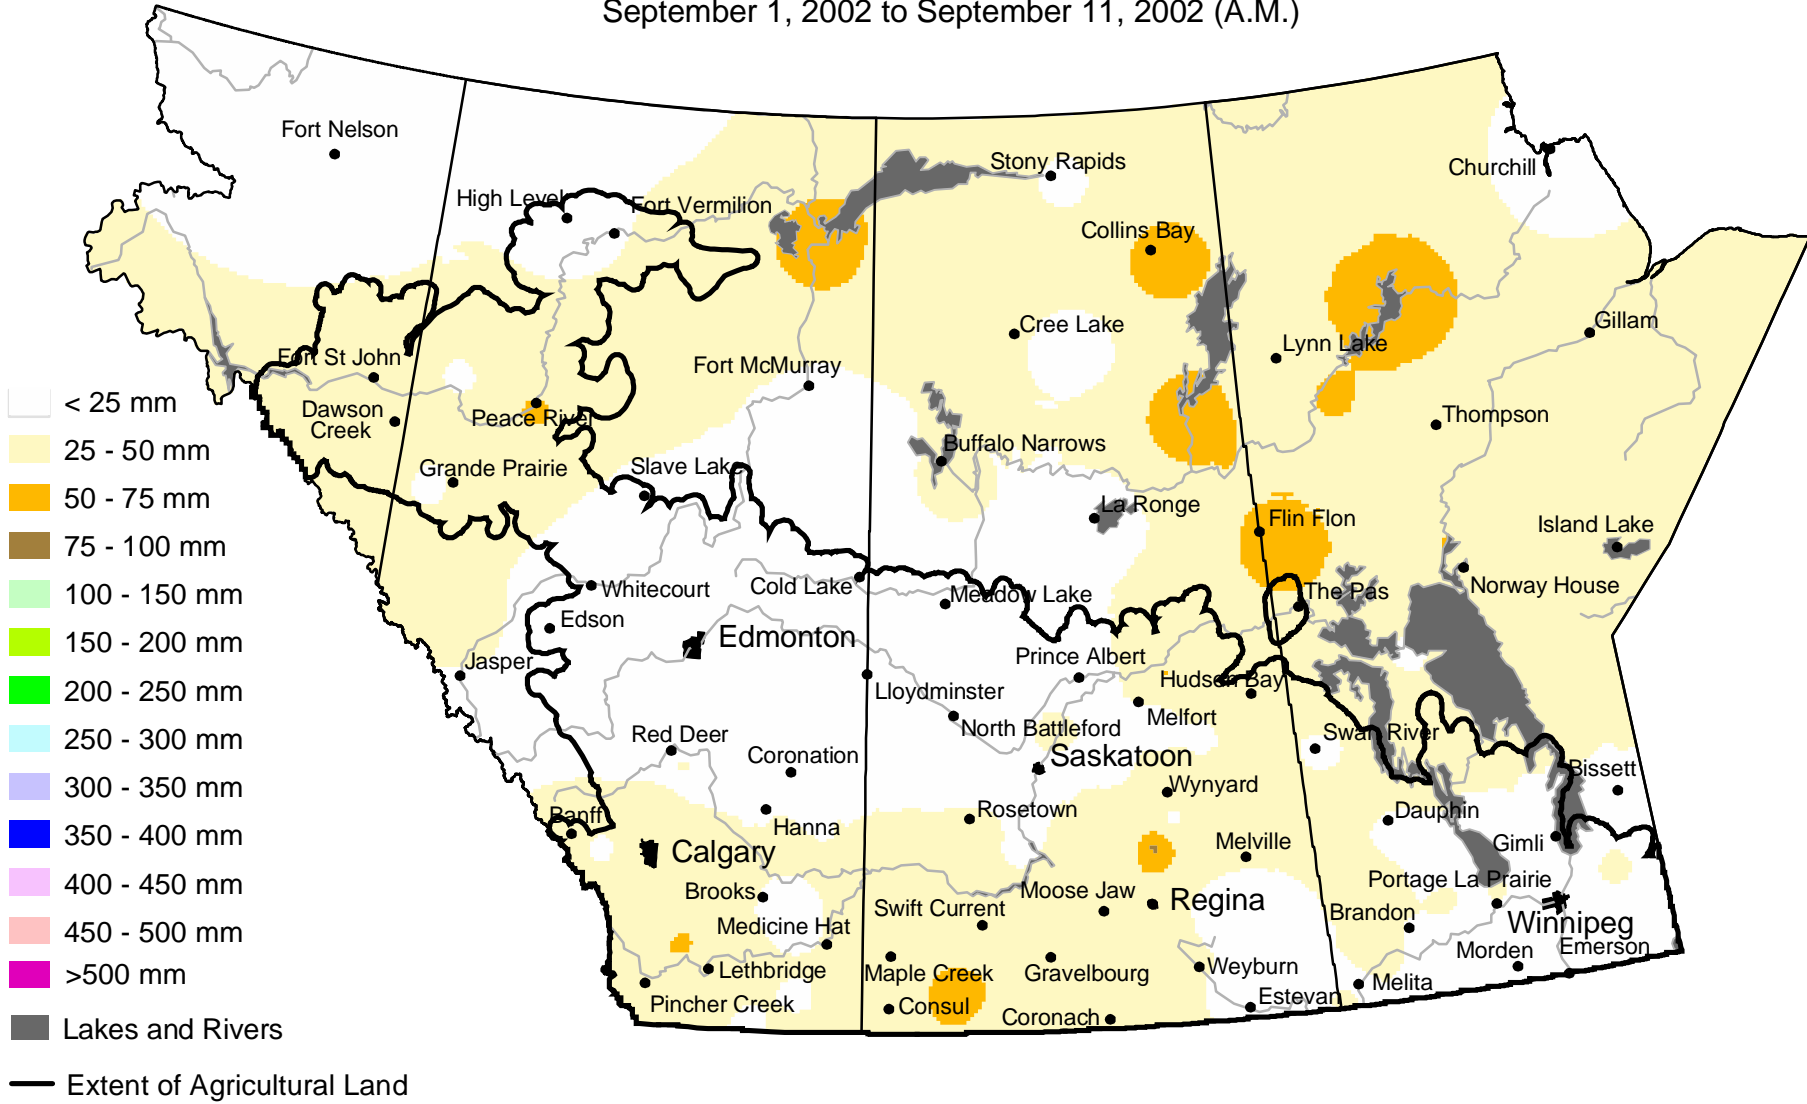 September 1, 2002 to September 11, 2002 (A.M.)
Fort Nelson
Churchill
Stony Rapids
High Level
Fort Vermilion
Collins Bay
Gillam
Cree Lake
Lynn Lake
Fort St John
Fort McMurray
Dawson
Creek
Peace River
Thompson
Buffalo Narrows
Grande Prairie
Slave Lake
La Ronge
Flin Flon
Island Lake
Whitecourt
Cold Lake
Meadow Lake
The Pas
Norway House
Edson
Edmonton
Jasper
Prince Albert
Hudson Bay
Lloydminster
Melfort
North Battleford
Red Deer
Swan River
Coronation
Saskatoon
Bissett
Wynyard
Banff
Hanna
Rosetown
Dauphin
Calgary
Melville
Gimli
Brooks
Moose Jaw
Regina
Portage La Prairie
Swift Current
Brandon
Winnipeg
Medicine Hat
Morden
Emerson
Lethbridge
Maple Creek
Gravelbourg
Weyburn
Melita
Pincher Creek
Consul
Coronach
Estevan
< 25 mm
25 - 50 mm
50 - 75 mm
75 - 100 mm
100 - 150 mm
150 - 200 mm
200 - 250 mm
250 - 300 mm
300 - 350 mm
350 - 400 mm
400 - 450 mm
450 - 500 mm
>500 mm
Lakes and Rivers
Extent of Agricultural Land